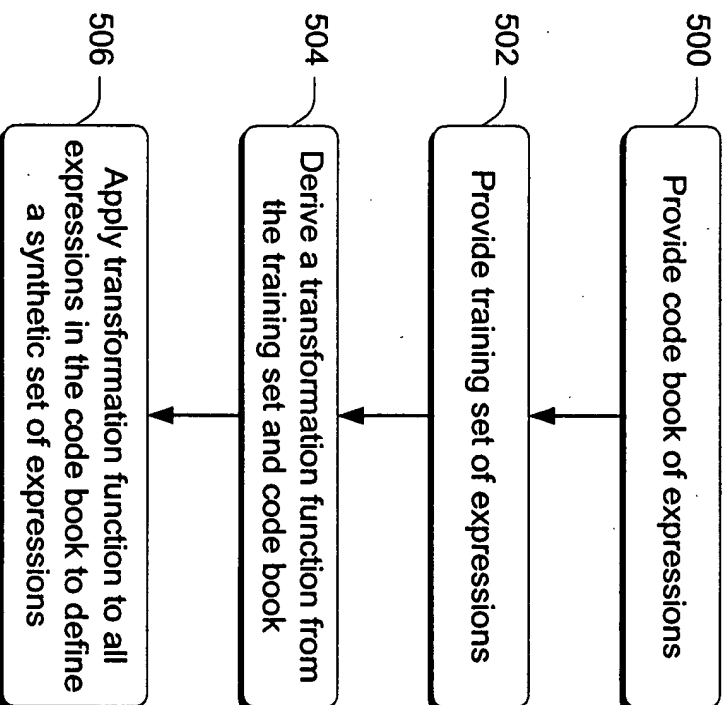 500
Provide code book of expressions
502
Provide training set of expressions
504
Derive a transformation function from
the training set and code book
506
Apply transformation function to all
expressions in the code book to define
a synthetic set of expressions